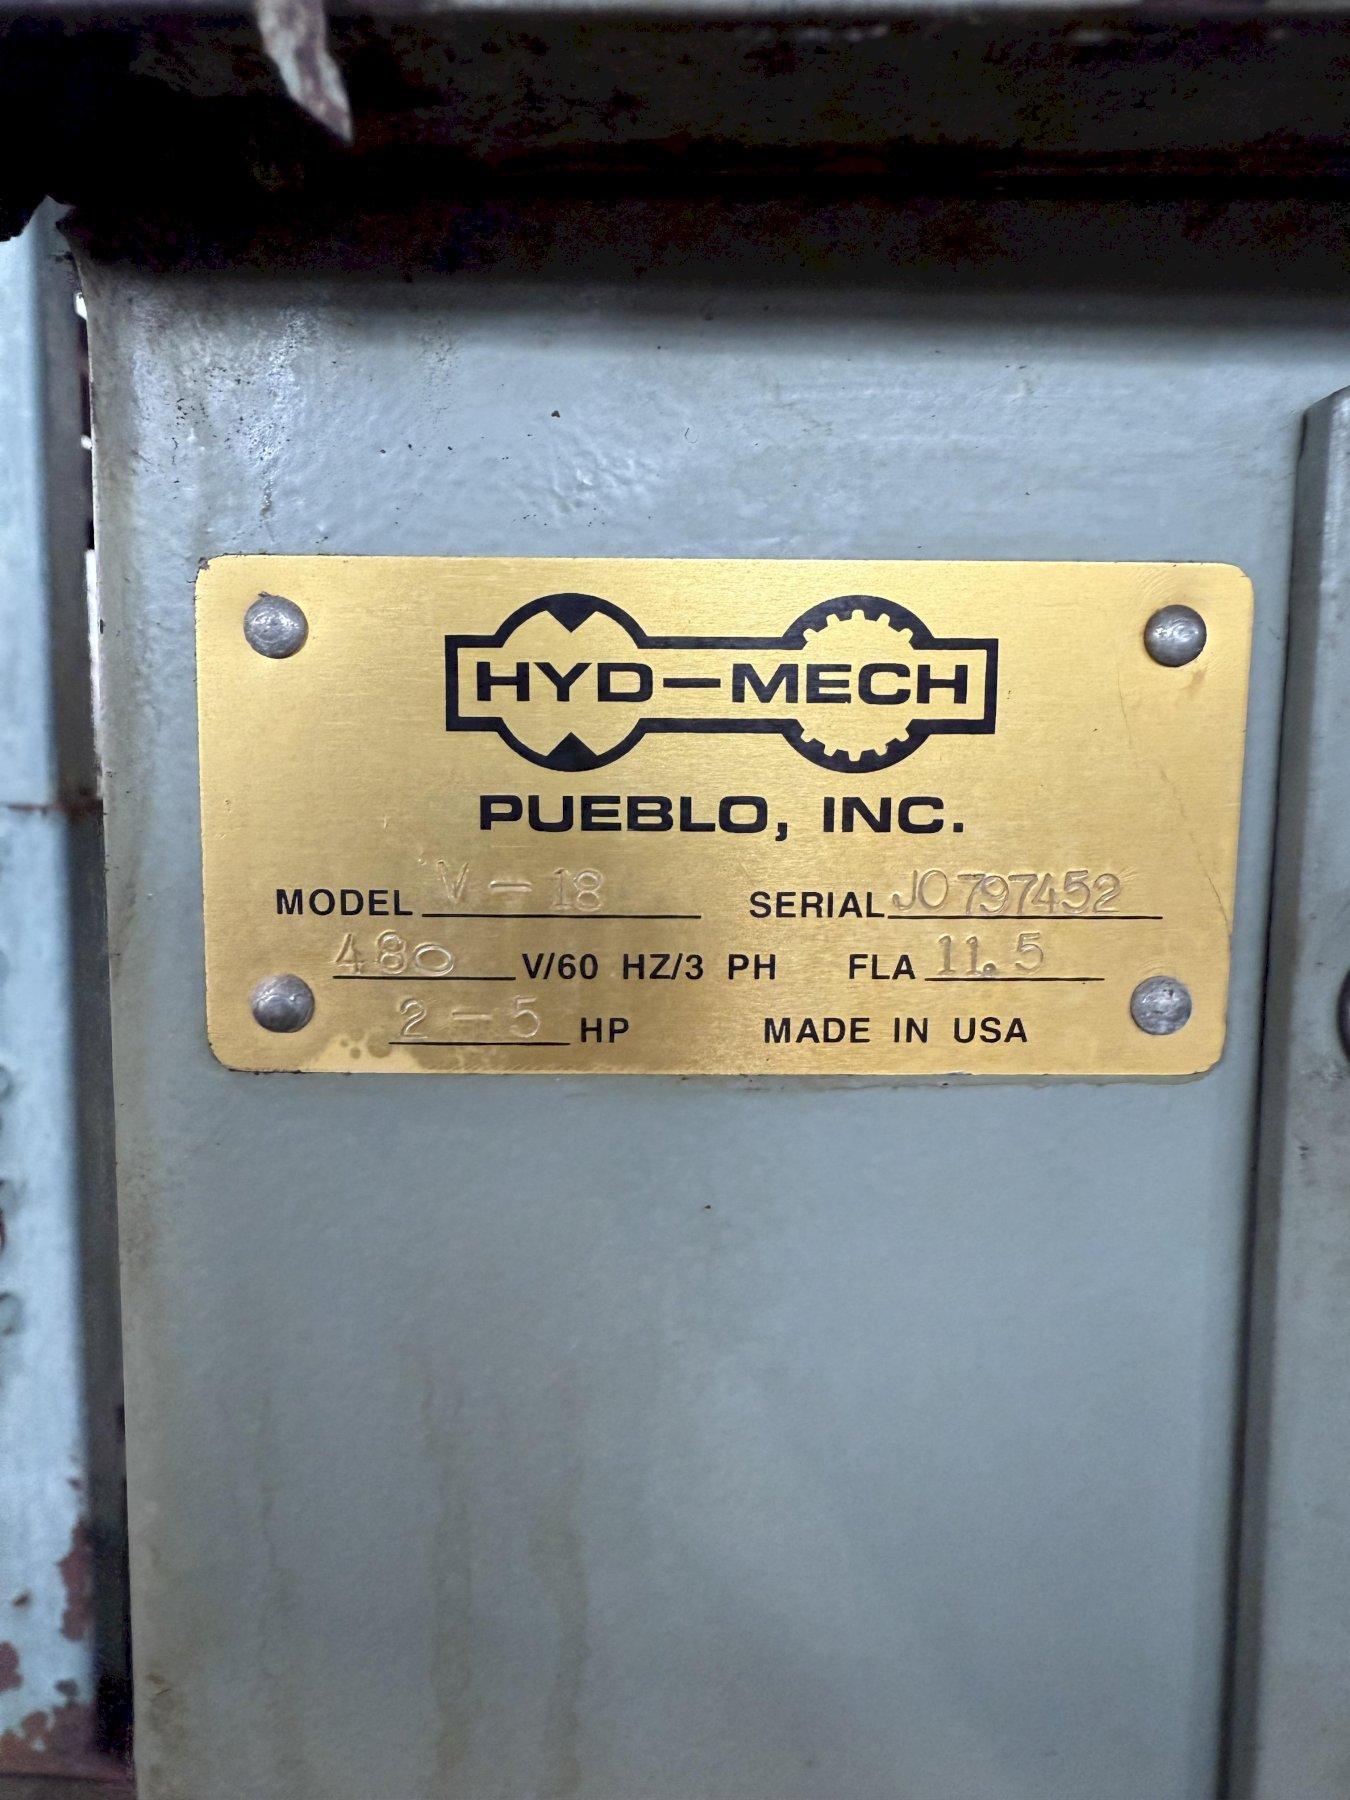 HYD-MECH
PUEBLO, INC.
MODEL V-18 SERIAL J0797452
480 V/60 HZ/3 PH FLA 11.5
2-5 HP MADE IN USA